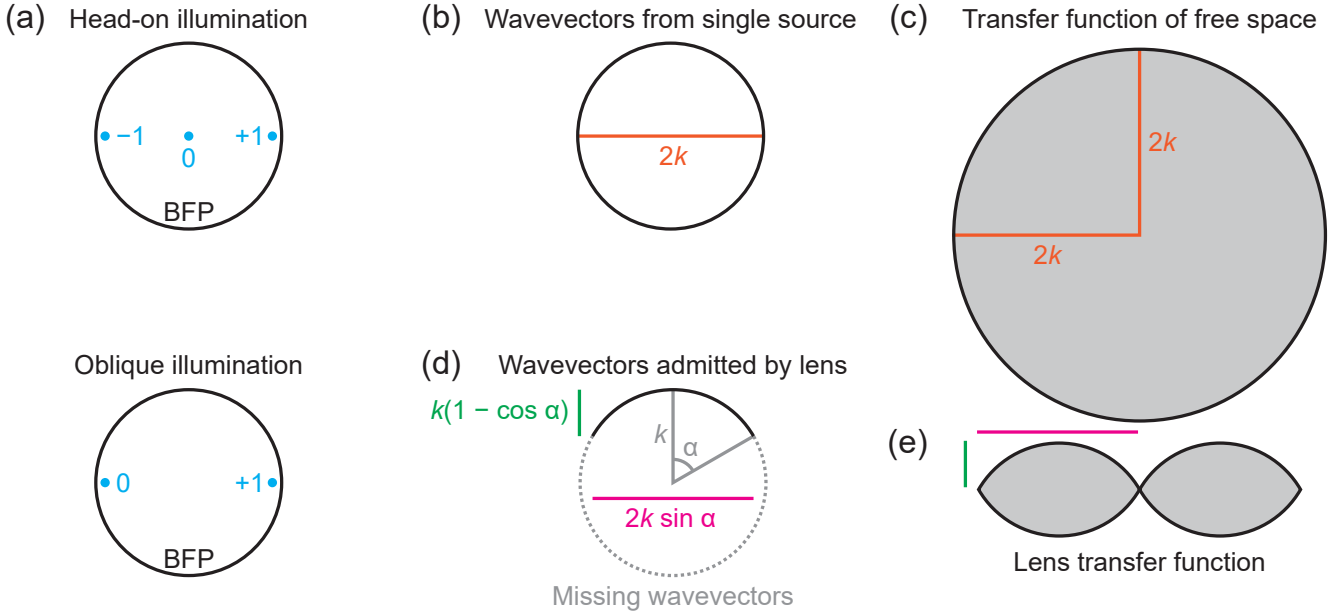 (a) Head-on illumination
−1
0
+1
BFP
Oblique illumination
0
+1
BFP
(b) Wavevectors from single source
2k
(c) Transfer function of free space
2k
2k
(d) Wavevectors admitted by lens
k(1 − cos α)
k
α
2k sin α
Missing wavevectors
(e)
Lens transfer function